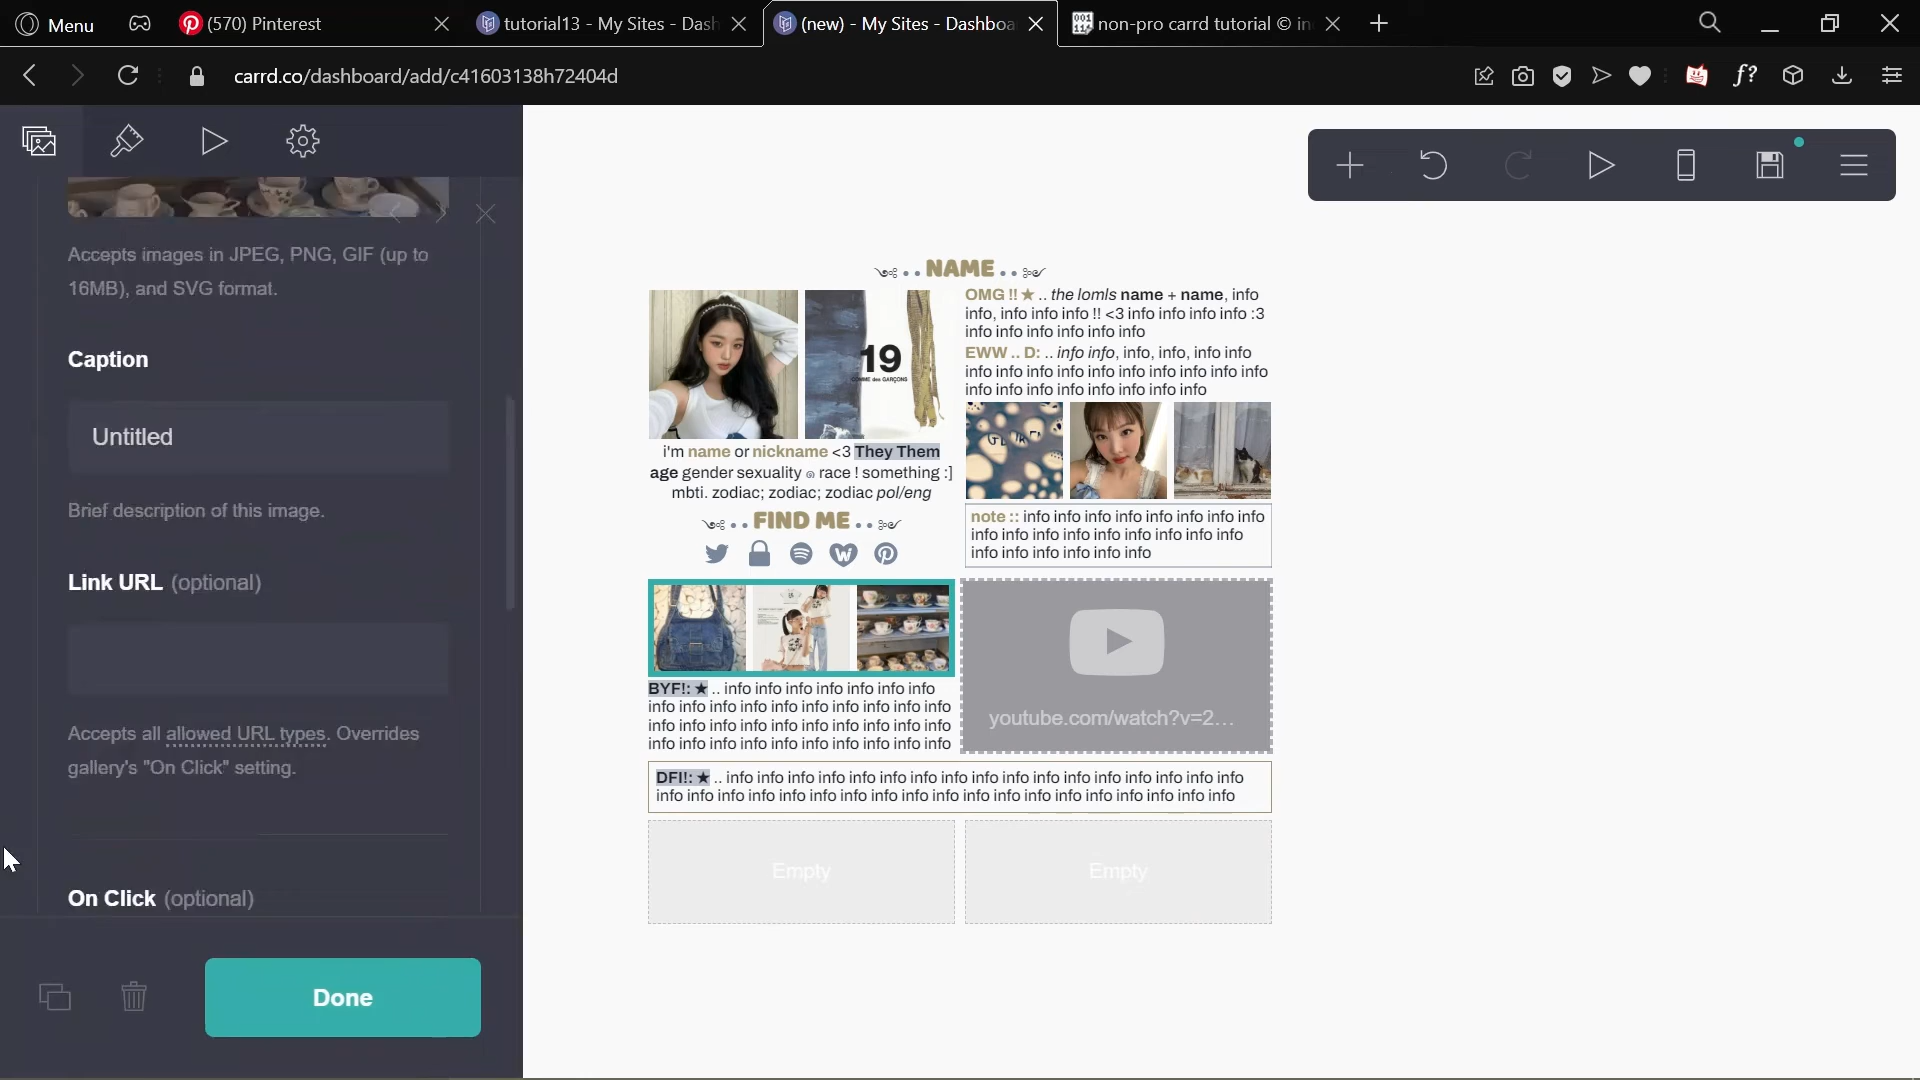 Menu
(570) Pinterest
tutorial13 - My Sites - Dash
(new) - My Sites - Dashboa
non-pro carrd tutorial © in
carrd.co/dashboard/add/c41603138h72404d
Accepts images in JPEG, PNG, GIF (up to
16MB), and SVG format.
Caption
Untitled
Brief description of this image.
Link URL (optional)
Accepts all allowed URL types. Overrides
gallery's "On Click" setting.
On Click (optional)
Done
NAME
19
COMME des GARÇONS
i'm name or nickname <3 They Them
age gender sexuality ๑ race ! something :]
mbti. zodiac; zodiac; zodiac pol/eng
FIND ME
OMG !! ★ .. the lomls name + name, info
info, info info info !! <3 info info info info :3
info info info info info info
EWW .. D: .. info info, info, info, info info
info info info info info info info info info info
info info info info info info info info
note :: info info info info info info info info
info info info info info info info info info
info info info info info info
BYF!: ★ .. info info info info info info info
info info info info info info info info info info
info info info info info info info info info info
info info info info info info info info info info
youtube.com/watch?v=2...
DFI!: ★ .. info info info info info info info info info info info info info info info info info
info info info info info info info info info info info info info info info info info info info
Empty
Empty